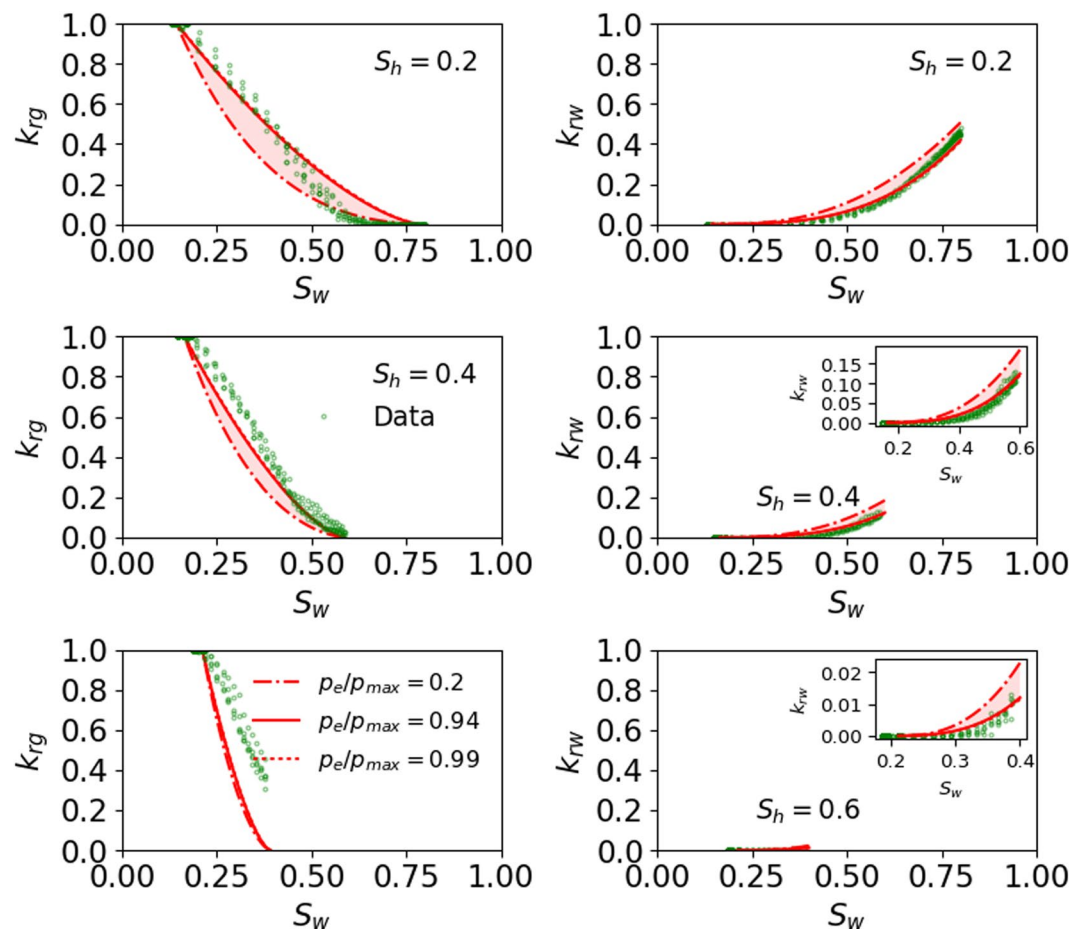 1.0
0.8
0.6
0.4
0.2
0.0
k_rg
S_h = 0.2
0.00 0.25 0.50 0.75 1.00
S_w
1.0
0.8
0.6
0.4
0.2
0.0
k_rw
S_h = 0.2
0.00 0.25 0.50 0.75 1.00
S_w
1.0
0.8
0.6
0.4
0.2
0.0
k_rg
S_h = 0.4
Data
0.00 0.25 0.50 0.75 1.00
S_w
1.0
0.8
0.6
0.4
0.2
0.0
k_rw
0.15
0.10
0.05
0.00
k_rw
0.2 0.4 0.6
S_w
S_h = 0.4
0.00 0.25 0.50 0.75 1.00
S_w
1.0
0.8
0.6
0.4
0.2
0.0
k_rg
p_e/p_max = 0.2
p_e/p_max = 0.94
p_e/p_max = 0.99
0.00 0.25 0.50 0.75 1.00
S_w
1.0
0.8
0.6
0.4
0.2
0.0
k_rw
0.02
0.01
0.00
k_rw
0.2 0.3 0.4
S_w
S_h = 0.6
0.00 0.25 0.50 0.75 1.00
S_w